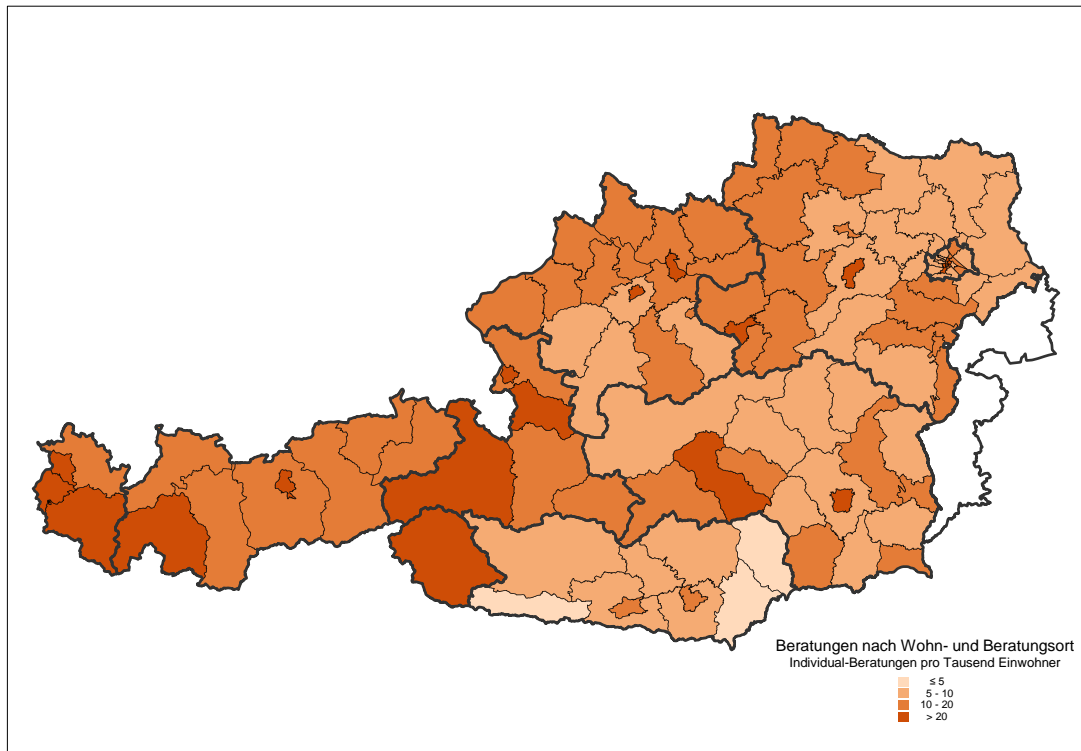 Beratungen nach Wohn- und Beratungsort
Individual-Beratungen pro Tausend Einwohner
≤ 5
5 - 10
10 - 20
> 20